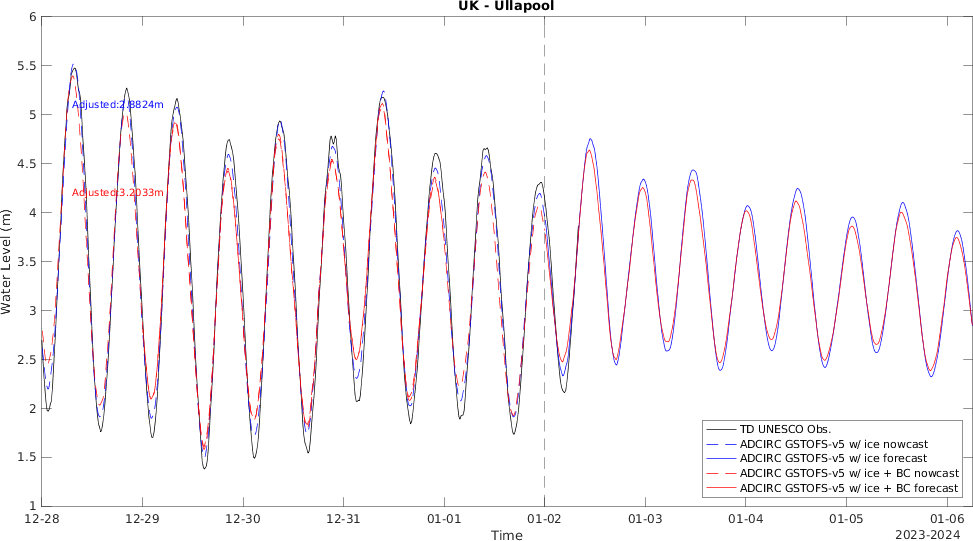 UK - Ullapool
6
5.5
5
4.5
4
3.5
3
2.5
2
1.5
1
Water Level (m)
Adjusted:2.8824m
Adjusted:3.2033m
TD UNESCO Obs.
ADCIRC GSTOFS-v5 w/ ice nowcast
ADCIRC GSTOFS-v5 w/ ice forecast
ADCIRC GSTOFS-v5 w/ ice + BC nowcast
ADCIRC GSTOFS-v5 w/ ice + BC forecast
12-28 12-29 12-30 12-31 01-01 01-02 01-03 01-04 01-05 01-06
2023-2024
Time